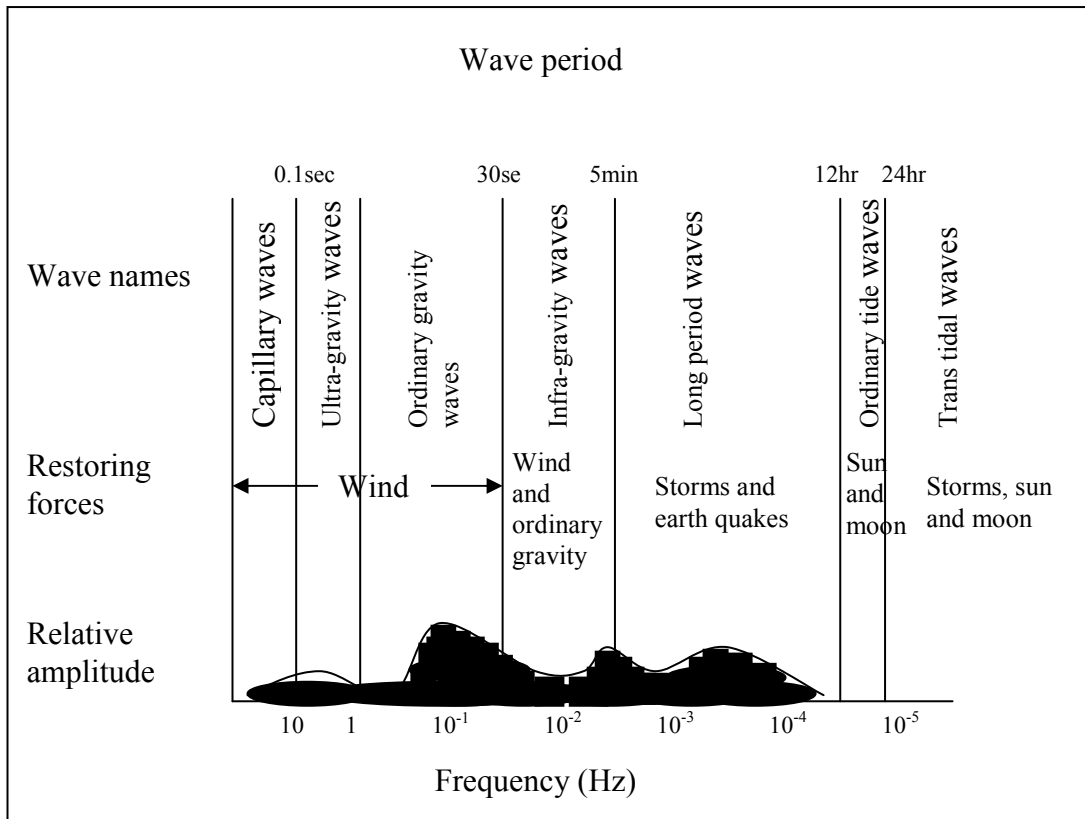 Wave period
0.1sec
30se
5min
12hr
24hr
Wave names
Capillary waves
Ultra-gravity waves
Ordinary gravity
waves
Infra-gravity waves
Long period waves
Ordinary tide waves
Trans tidal waves
Restoring
forces
Wind
Wind
and
ordinary
gravity
Storms and
earth quakes
Sun
and
moon
Storms, sun
and moon
Relative
amplitude
10
1
10⁻¹
10⁻²
10⁻³
10⁻⁴
10⁻⁵
Frequency (Hz)